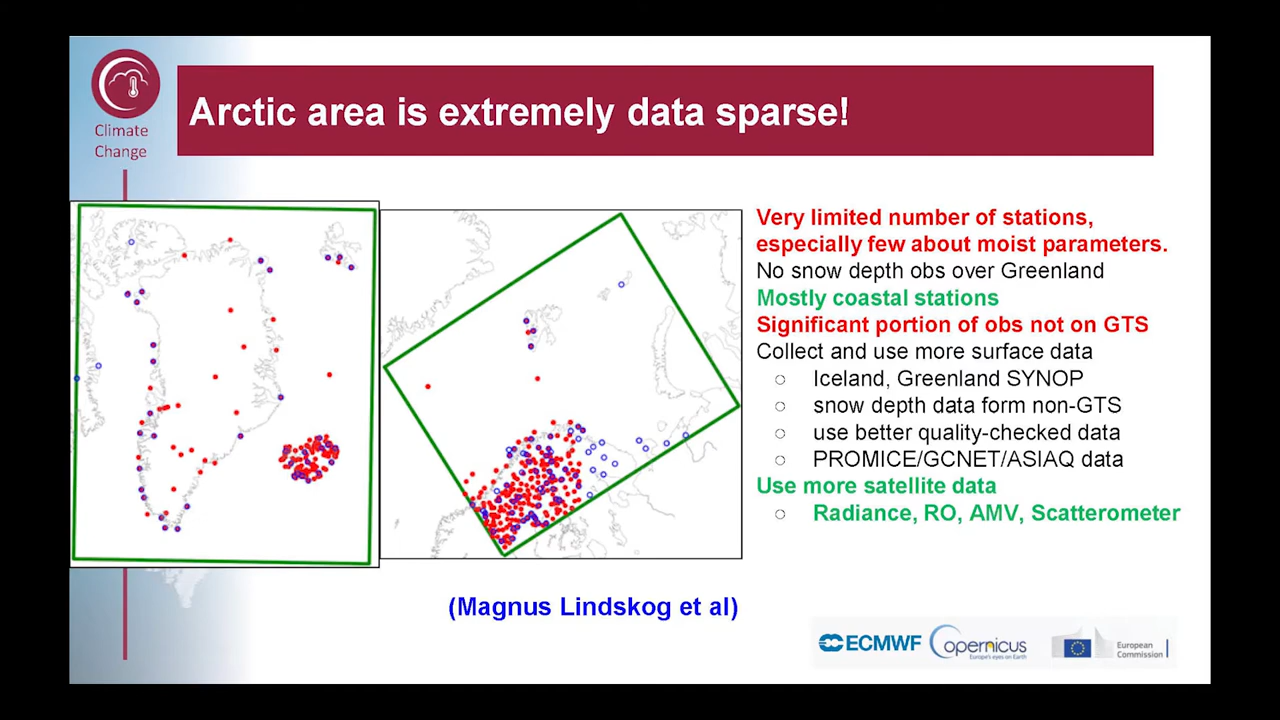 Climate
Change
Arctic area is extremely data sparse!
Very limited number of stations,
especially few about moist parameters.
No snow depth obs over Greenland
Mostly coastal stations
Significant portion of obs not on GTS
Collect and use more surface data
○ Iceland, Greenland SYNOP
○ snow depth data form non-GTS
○ use better quality-checked data
○ PROMICE/GCNET/ASIAQ data
Use more satellite data
○ Radiance, RO, AMV, Scatterometer
(Magnus Lindskog et al)
ECMWF
Copernicus
Europe's eyes on Earth
European
Commission